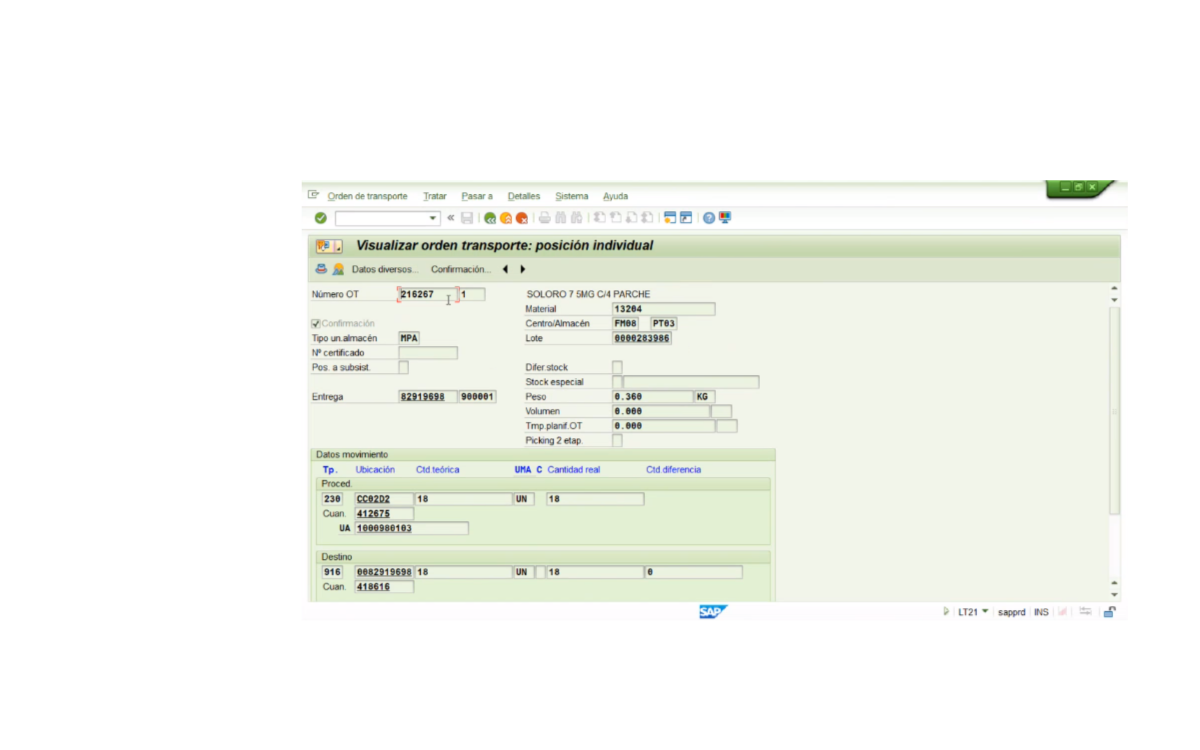 Orden de transporte Tratar Pasar a Detalles Sistema Ayuda
Visualizar orden transporte: posición individual
Datos diversos... Confirmación...
Número OT 216267 1 SOLORO 7 5MG C/4 PARCHE
Material 13204
Confirmación Centro/Almacén FM08 PT03
Tipo un.almacén MPA Lote 0000283986
Nº certificado
Pos. a subsist. Difer.stock
Stock especial
Entrega 82919698 900001 Peso 0.360 KG
Volumen 0.000
Tmp.planif.OT 0.000
Picking 2 etap.
Datos movimiento
Tp. Ubicación Ctd.teórica UMA C Cantidad real Ctd.diferencia
Proced.
230 CC02D2 18 UN 18
Cuan. 412675
UA 1000980103
Destino
916 0082919698 18 UN 18 0
Cuan. 418616
SAP LT21 sapprd INS